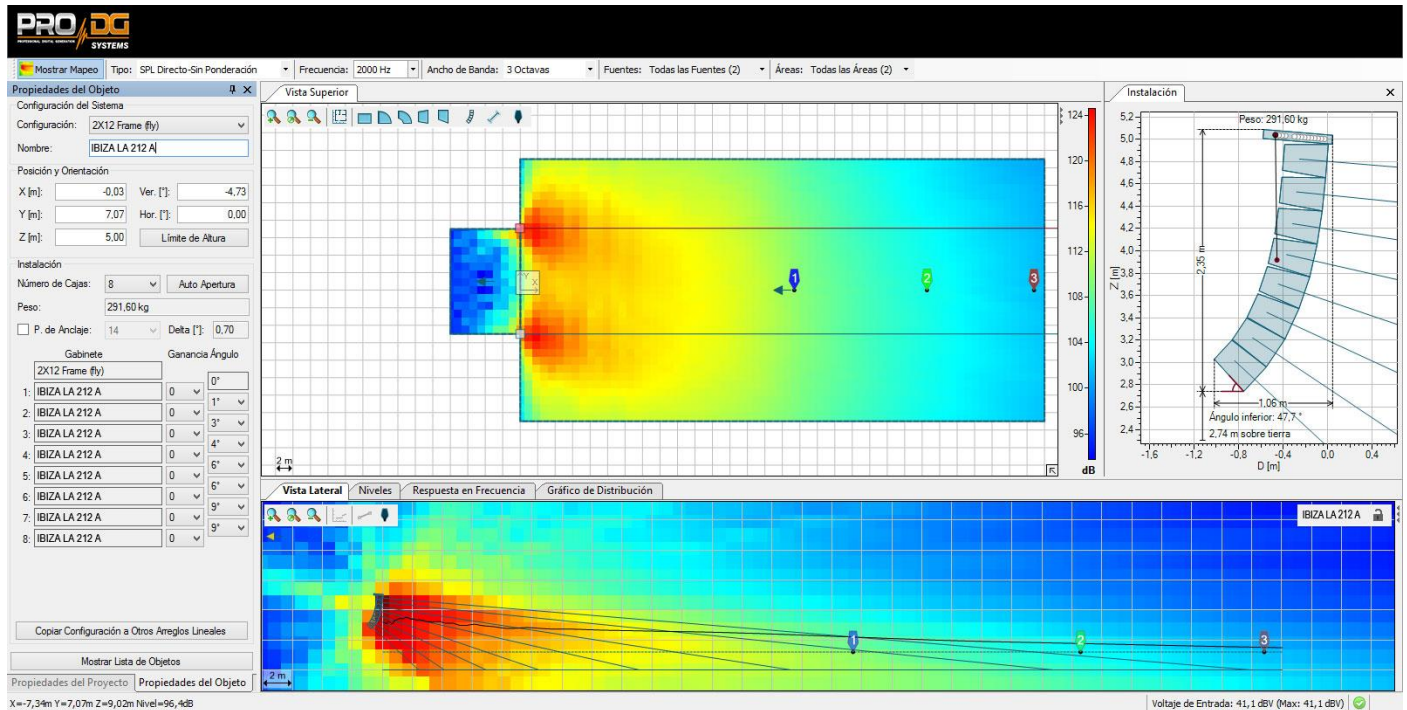 PRO DG
PROFESSIONAL DIGITAL GENERATION SYSTEMS
Mostrar Mapeo Tipo: SPL Directo-Sin Ponderación Frecuencia: 2000 Hz Ancho de Banda: 3 Octavas Fuentes: Todas las Fuentes (2) Áreas: Todas las Áreas (2)
Propiedades del Objeto
Configuración del Sistema
Configuración: 2X12 Frame (fly)
Nombre: IBIZA LA 212 A
Posición y Orientación
X [m]: -0,03 Ver. [°]: -4,73
Y [m]: 7,07 Hor. [°]: 0.00
Z [m]: 5,00 Límite de Altura
Instalación
Número de Cajas: 8 Auto Apertura
Peso: 291,60 kg
P. de Anclaje: 14 Delta [°]: 0,70
Gabinete Ganancia Ángulo
2X12 Frame (fly)
0°
1: IBIZA LA 212 A 0
1°
2: IBIZA LA 212 A 0
3°
3: IBIZA LA 212 A 0
4°
4: IBIZA LA 212 A 0
6°
5: IBIZA LA 212 A 0
6°
6: IBIZA LA 212 A 0
9°
7: IBIZA LA 212 A 0
9°
8: IBIZA LA 212 A 0
Copiar Configuración a Otros Arreglos Lineales
Mostrar Lista de Objetos
Propiedades del Proyecto Propiedades del Objeto
Vista Superior
Y
X
1
2
3
2 m
124
120
116
112
108
104
100
96
dB
Instalación
Peso: 291,60 kg
5,2
5,0
4,8
4,6
4,4
4,2
4,0
3,8
3,6
3,4
3,2
3,0
2,8
2,6
2,4
Z [m]
2,35 m
1,06 m
Ángulo inferior: 47,7 °
2,74 m sobre tierra
-1,6 -1,2 -0,8 -0,4 0,0 0,4
D [m]
Vista Lateral Niveles Respuesta en Frecuencia Gráfico de Distribución
IBIZA LA 212 A
1
2
3
2 m
X=-7,34m Y=7,07m Z=9,02m Nivel=96,4dB
Voltaje de Entrada: 41,1 dBV (Max: 41,1 dBV)